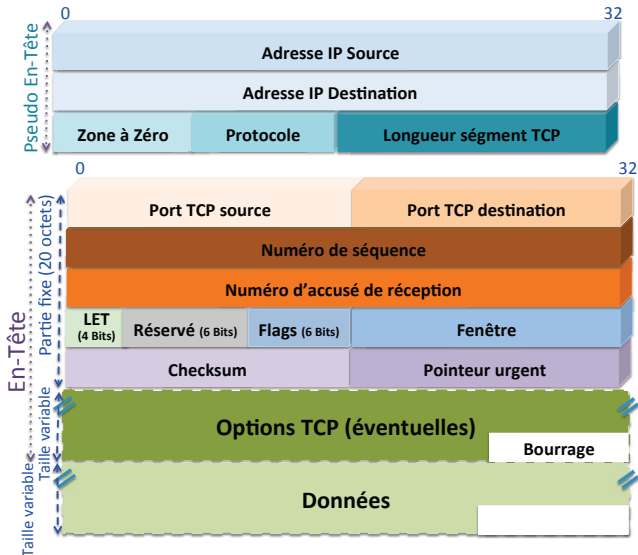 0 32
Pseudo En-Tête
Adresse IP Source
Adresse IP Destination
Zone à Zéro Protocole Longueur ségment TCP
0 32
En-Tête
Partie fixe (20 octets)
Port TCP source Port TCP destination
Numéro de séquence
Numéro d'accusé de réception
LET
(4 Bits)
Réservé (6 Bits) Flags (6 Bits) Fenêtre
Checksum Pointeur urgent
Taille variable
Options TCP (éventuelles)
Bourrage
Taille variable
Données